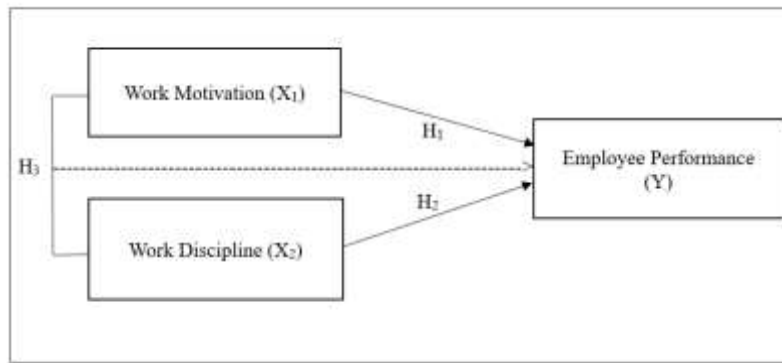 Work Motivation (X₁)
H₁
Employee Performance
(Y)
H₃
H₂
Work Discipline (X₂)